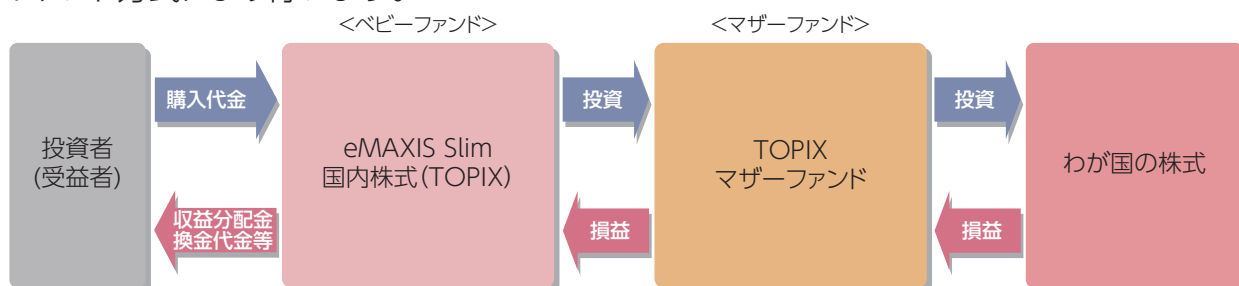 <ベビーファンド>
<マザーファンド>
投資者
(受益者)
購入代金
収益分配金
換金代金等
eMAXIS Slim
国内株式(TOPIX)
投資
損益
TOPIX
マザーファンド
投資
損益
わが国の株式